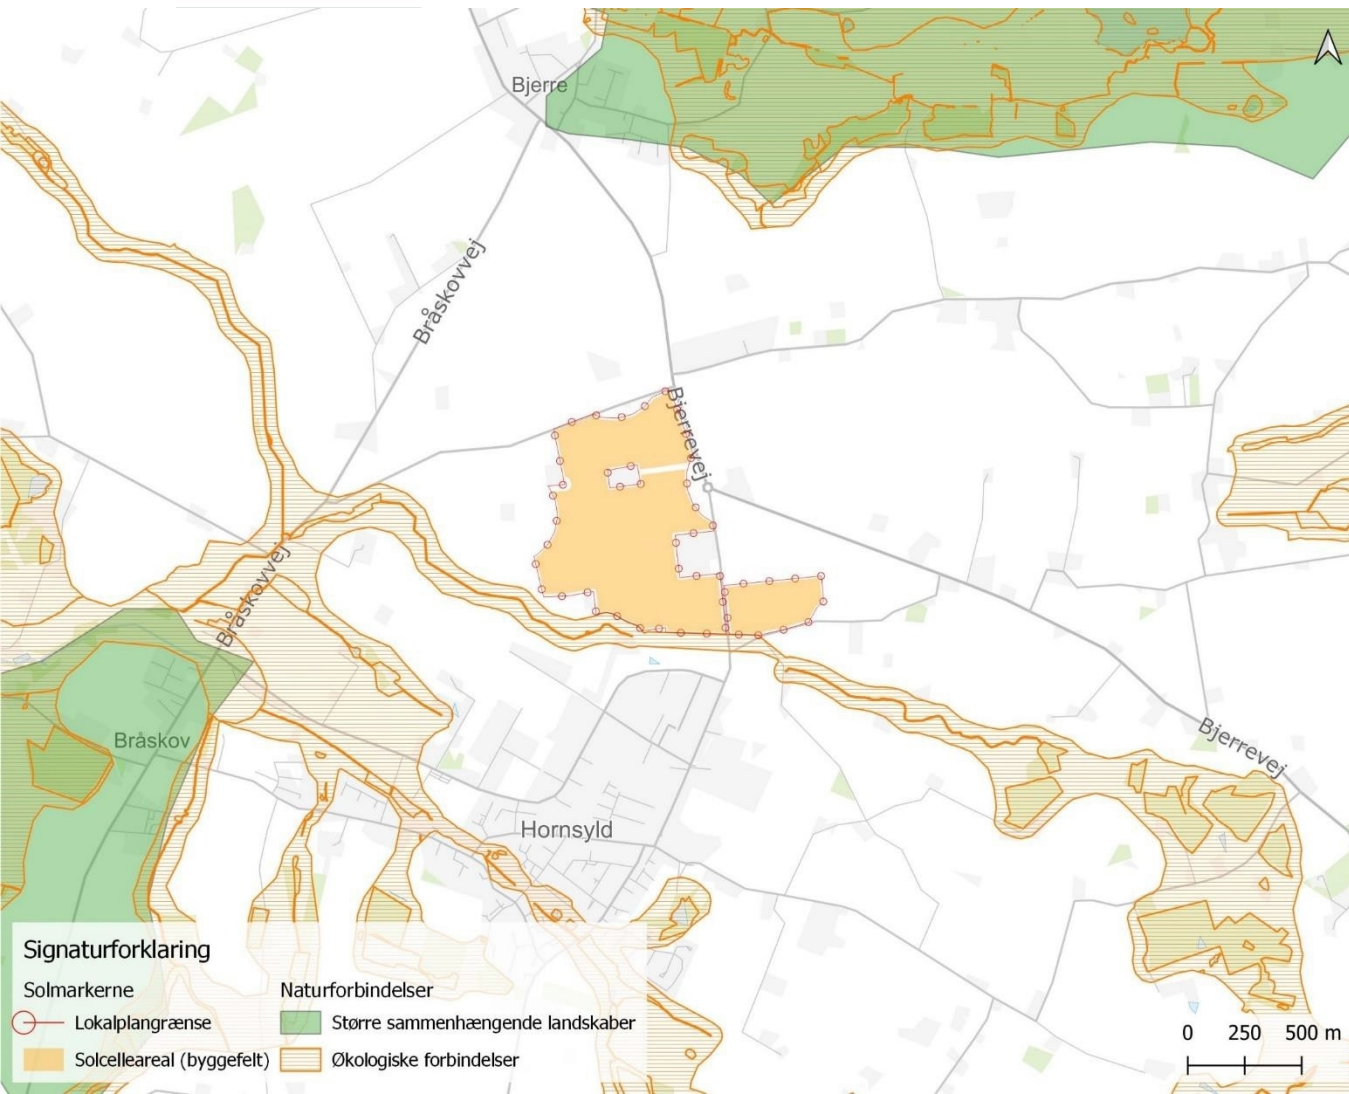 Bjerre
Bråskovvej
Bjerrevej
Bråskovvej
Bjerrevej
Bråskov
Hornsyld
Signaturforklaring
Solmarkerne
Lokalplangrænse
Solcelleareal (byggefelt)
Naturforbindelser
Større sammenhængende landskaber
Økologiske forbindelser
0 250 500 m